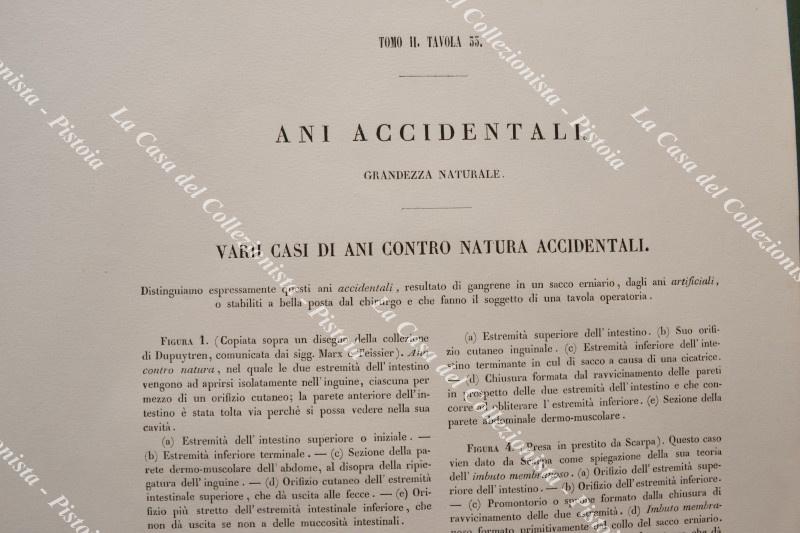 TOMO II. TAVOLA 35.
ANI ACCIDENTALI.
GRANDEZZA NATURALE.
VARII CASI DI ANI CONTRO NATURA ACCIDENTALI.
Distinguiamo espressamente questi ani accidentali, resultato di gangrene in un sacco erniario, dagli ani artificiali,
o stabiliti a bella posta dal chirurgo e che fanno il soggetto di una tavola operatoria.
FIGURA 1. (Copiata sopra un disegno della collezione
di Dupuytren, comunicata dai sigg. Marx e Teissier). Ani
contro natura, nel quale le due estremità dell'intestino
vengono ad aprirsi isolatamente nell'inguine, ciascuna per
mezzo di un orifizio cutaneo; la parete anteriore dell'in-
testino è stata tolta via perchè si possa vedere nella sua
cavità.
(a) Estremità dell'intestino superiore o iniziale. —
(b) Estremità inferiore terminale. — (c) Sezione della pa-
rete dermo-muscolare dell'abdome, al disopra della ripie-
gatura dell'inguine. — (d) Orifizio cutaneo dell'estremità
intestinale superiore, che dà uscita alle fecce. — (e) Ori-
fizio più stretto dell'estremità intestinale inferiore, che
non dà uscita se non a delle muccosità intestinali.
(a) Estremità superiore dell'intestino. (b) Suo orifi-
zio cutaneo inguinale. (c) Estremità inferiore dell'inte-
stino terminante in cul di sacco a causa di una cicatrice.
(d) Chiusura formata dal ravvicinamento delle pareti
in prospetto delle due estremità dell'intestino e che con-
corre ad obliterare l'estremità inferiore. (e) Sezione della
parete abdominale dermo-muscolare.
FIGURA 4. (Presa in prestito da Scarpa). Questo caso
vien dato da Scarpa come spiegazione della sua teoria
dell'imbuto membranoso. (a) Orifizio dell'estremità supe-
riore dell'intestino. — (b) Orifizio dell'estremità inferiore.
— (c) Promontorio o sprone formato dalla chiusura di
ravvicinamento delle due estremità. (d) Imbuto membra-
noso formato primitivamente dal collo del sacco erniario.
La Casa del Collezionista - Pistoia